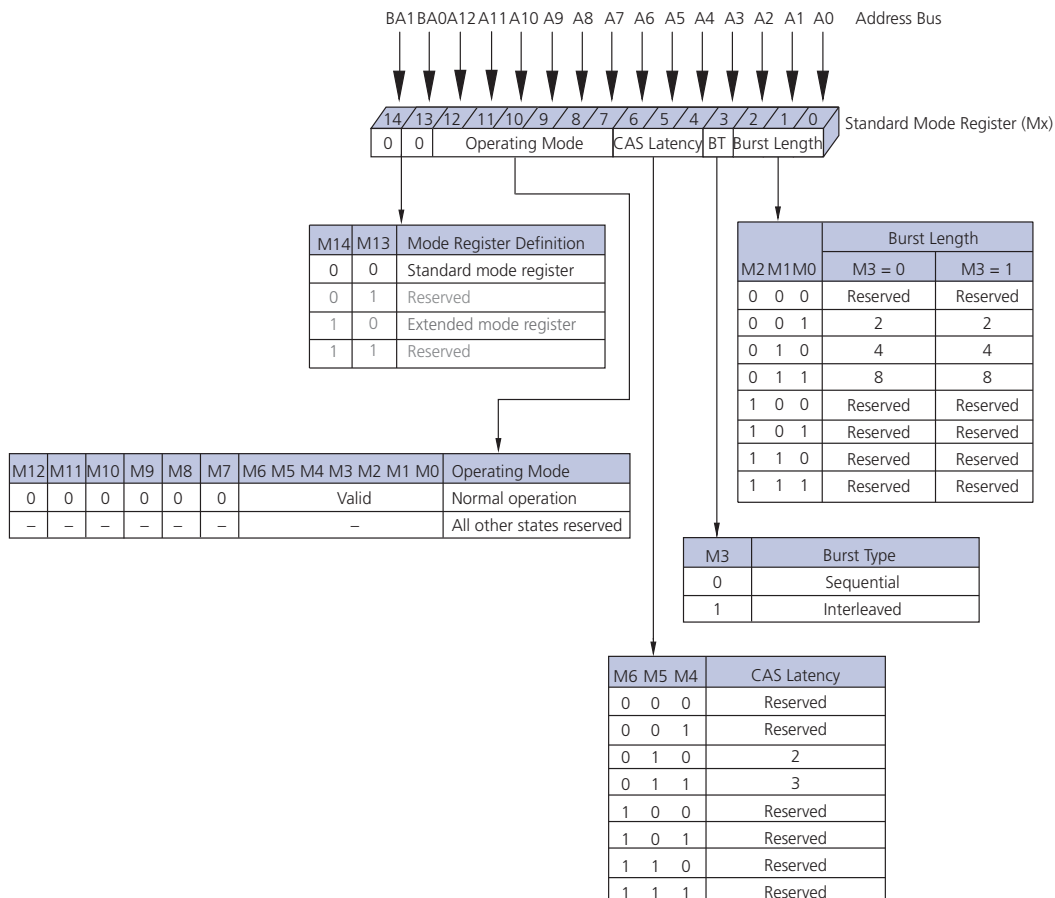 BA1 BA0 A12 A11 A10 A9 A8 A7 A6 A5 A4 A3 A2 A1 A0 Address Bus
14 13 12 11 10 9 8 7 6 5 4 3 2 1 0 Standard Mode Register (Mx)
0 0 Operating Mode CAS Latency BT Burst Length
M14 M13 Mode Register Definition
0 0 Standard mode register
0 1 Reserved
1 0 Extended mode register
1 1 Reserved
Burst Length
M2 M1 M0 M3 = 0 M3 = 1
0 0 0 Reserved Reserved
0 0 1 2 2
0 1 0 4 4
0 1 1 8 8
1 0 0 Reserved Reserved
1 0 1 Reserved Reserved
1 1 0 Reserved Reserved
1 1 1 Reserved Reserved
M12 M11 M10 M9 M8 M7 M6 M5 M4 M3 M2 M1 M0 Operating Mode
0 0 0 0 0 0 Valid Normal operation
– – – – – – – All other states reserved
M3 Burst Type
0 Sequential
1 Interleaved
M6 M5 M4 CAS Latency
0 0 0 Reserved
0 0 1 Reserved
0 1 0 2
0 1 1 3
1 0 0 Reserved
1 0 1 Reserved
1 1 0 Reserved
1 1 1 Reserved